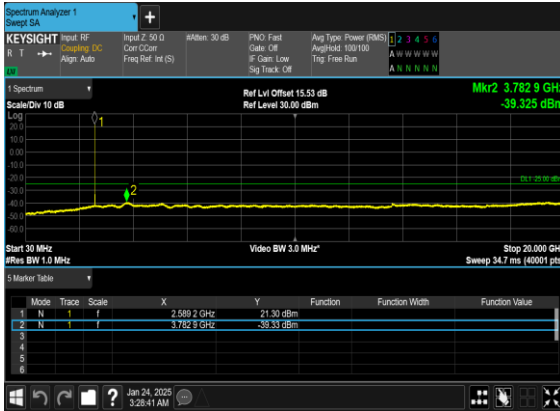 Spectrum Analyzer 1
Swept SA
+
KEYSIGHT
R T
LXI
Input: RF
Coupling: DC
Align: Auto
Input Z: 50 Ω
Corr CCorr
Freq Ref: Int (S)
#Atten: 30 dB
PNO: Fast
Gate: Off
IF Gain: Low
Sig Track: Off
Avg Type: Power (RMS)
Avg|Hold: 100/100
Trig: Free Run
1 2 3 4 5 6
A W W W W W
A N N N N N
1 Spectrum
Scale/Div 10 dB
Ref Lvl Offset 15.53 dB
Ref Level 30.00 dBm
Mkr2 3.782 9 GHz
-39.325 dBm
Log
20.0
10.0
0.00
-10.0
-20.0
-30.0
-40.0
-50.0
-60.0
1
2
DL1 -25.00 dBm
Start 30 MHz
#Res BW 1.0 MHz
Video BW 3.0 MHz*
Stop 20.000 GHz
Sweep 34.7 ms (40001 pts)
5 Marker Table
Mode Trace Scale X Y Function Function Width Function Value
1 N 1 f 2.589 2 GHz 21.30 dBm
2 N 1 f 3.782 9 GHz -39.33 dBm
3
4
5
6
?
Jan 24, 2025
3:28:41 AM